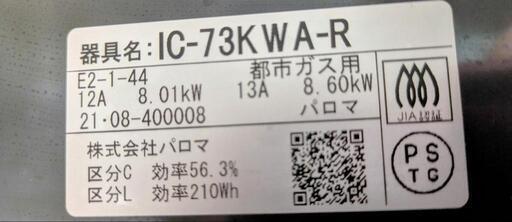 器具名:IC-73KWA-R
E2-1-44 都市ガス用
12A 8.01kW 13A 8.60kW
21・08-400008 パロマ
JIA認証
株式会社パロマ
区分C 効率56.3%
区分L 効率210Wh
PS
TG